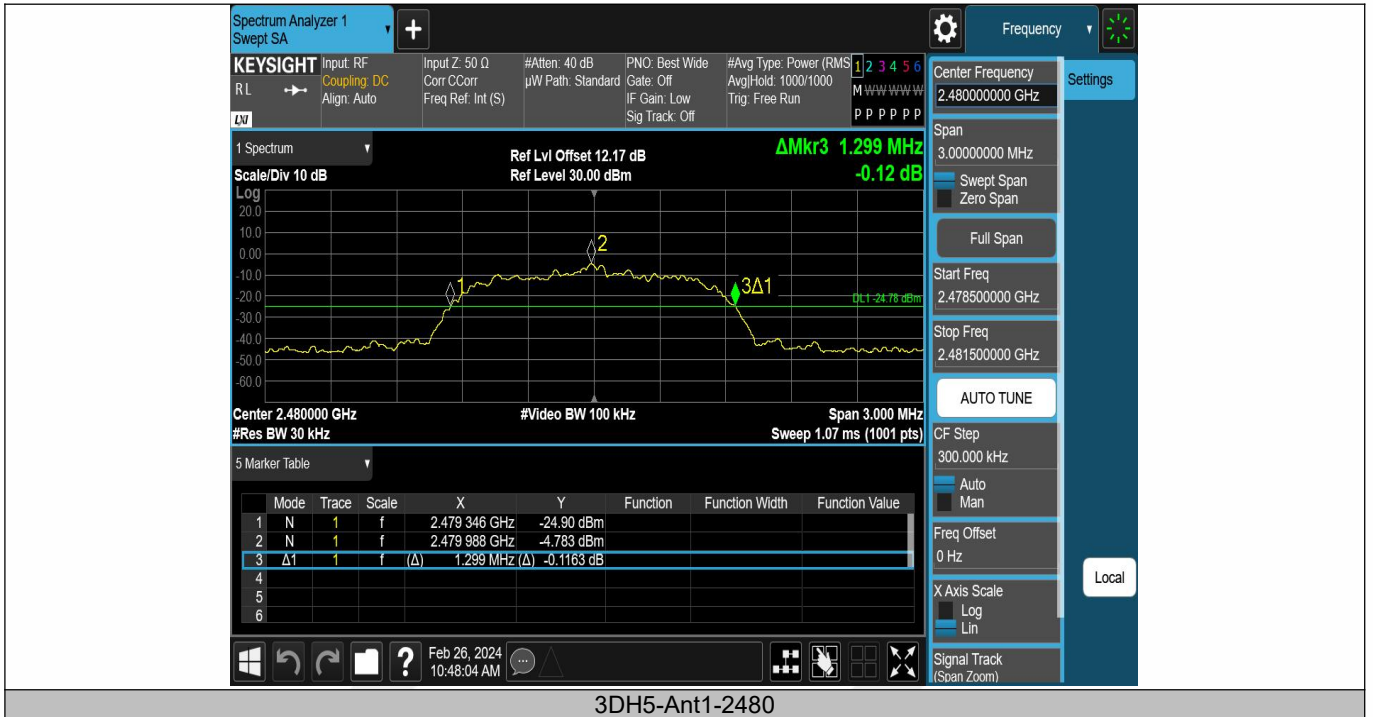 Spectrum Analyzer 1
Swept SA
+
Frequency
KEYSIGHT
RL
LXI
Input: RF
Coupling: DC
Align: Auto
Input Z: 50 Ω
Corr CCorr
Freq Ref: Int (S)
#Atten: 40 dB
µW Path: Standard
PNO: Best Wide
Gate: Off
IF Gain: Low
Sig Track: Off
#Avg Type: Power (RMS
Avg|Hold: 1000/1000
Trig: Free Run
1 2 3 4 5 6
M W W W W W
P P P P P P
1 Spectrum
Scale/Div 10 dB
Ref Lvl Offset 12.17 dB
Ref Level 30.00 dBm
ΔMkr3 1.299 MHz
-0.12 dB
Log
20.0
10.0
0.00
-10.0
-20.0
-30.0
-40.0
-50.0
-60.0
1
2
3Δ1
DL1 -24.78 dBm
Center 2.480000 GHz
#Video BW 100 kHz
Span 3.000 MHz
#Res BW 30 kHz
Sweep 1.07 ms (1001 pts)
5 Marker Table
Mode Trace Scale X Y Function Function Width Function Value
1 N 1 f 2.479 346 GHz -24.90 dBm
2 N 1 f 2.479 988 GHz -4.783 dBm
3 Δ1 1 f (Δ) 1.299 MHz (Δ) -0.1163 dB
4
5
6
?
Feb 26, 2024
10:48:04 AM
Center Frequency
2.480000000 GHz
Settings
Span
3.00000000 MHz
Swept Span
Zero Span
Full Span
Start Freq
2.478500000 GHz
Stop Freq
2.481500000 GHz
AUTO TUNE
CF Step
300.000 kHz
Auto
Man
Freq Offset
0 Hz
X Axis Scale
Log
Lin
Local
Signal Track
(Span Zoom)
3DH5-Ant1-2480